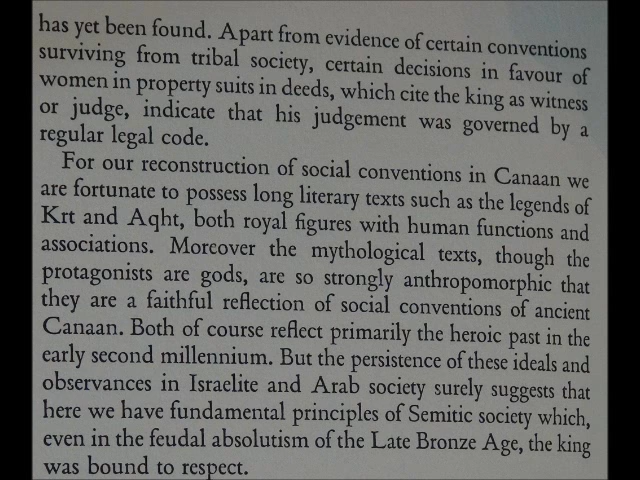 has yet been found. Apart from evidence of certain conventions
surviving from tribal society, certain decisions in favour of
women in property suits in deeds, which cite the king as witness
or judge, indicate that his judgement was governed by a
regular legal code.
For our reconstruction of social conventions in Canaan we
are fortunate to possess long literary texts such as the legends of
Krt and Aqht, both royal figures with human functions and
associations. Moreover the mythological texts, though the
protagonists are gods, are so strongly anthropomorphic that
they are a faithful reflection of social conventions of ancient
Canaan. Both of course reflect primarily the heroic past in the
early second millennium. But the persistence of these ideals and
observances in Israelite and Arab society surely suggests that
here we have fundamental principles of Semitic society which,
even in the feudal absolutism of the Late Bronze Age, the king
was bound to respect.